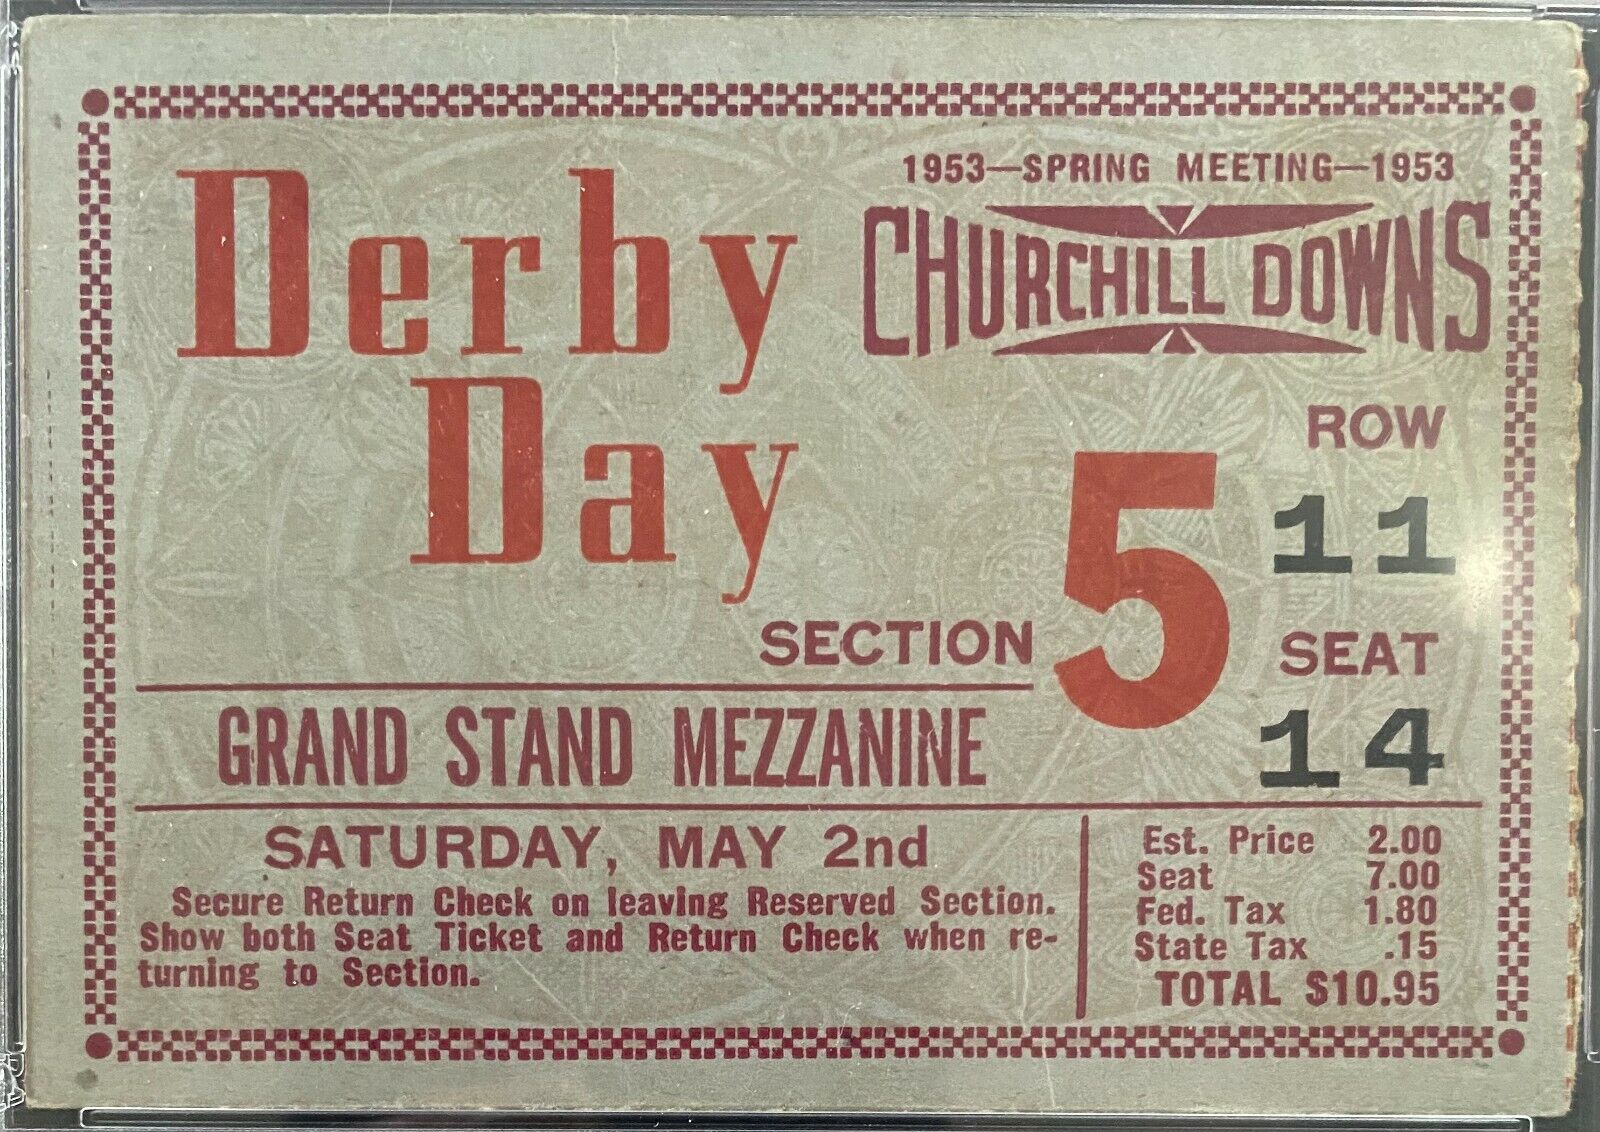 1953—SPRING MEETING—1953
CHURCHILL DOWNS
Derby
Day
ROW
11
SECTION
5
SEAT
14
GRAND STAND MEZZANINE
SATURDAY, MAY 2nd
Secure Return Check on leaving Reserved Section.
Show both Seat Ticket and Return Check when re-
turning to Section.
Est. Price 2.00
Seat 7.00
Fed. Tax 1.80
State Tax .15
TOTAL $10.95